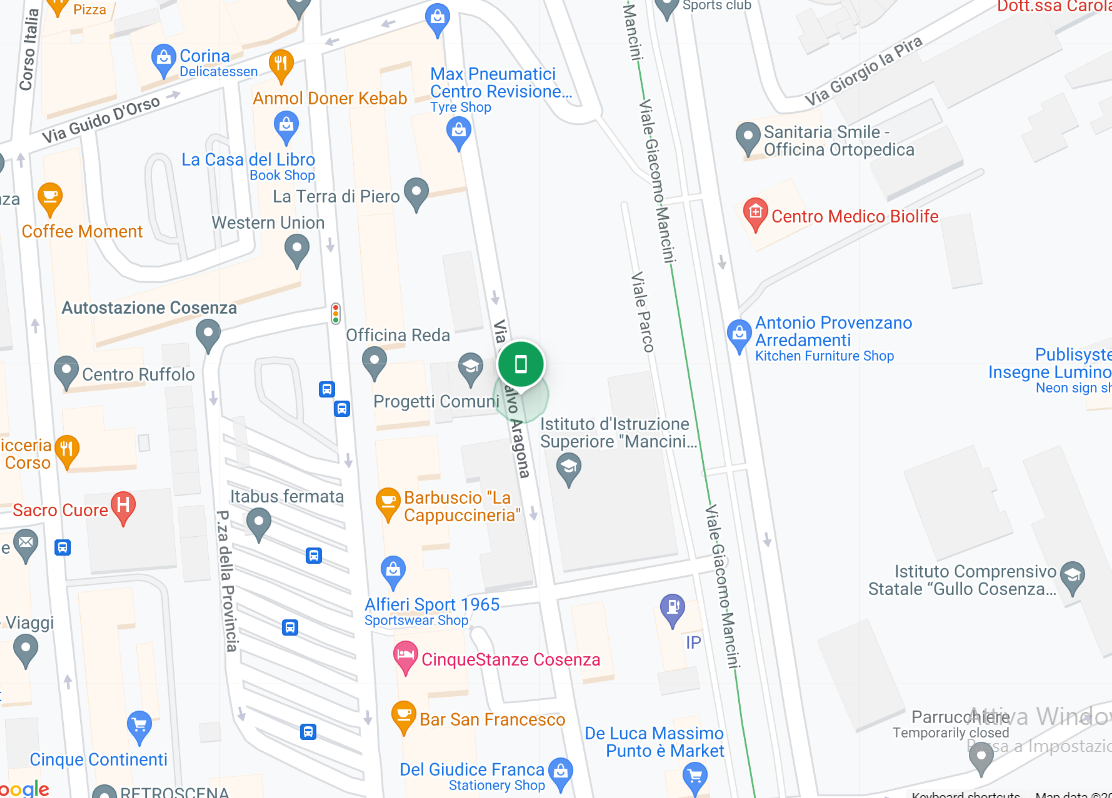 Pizza
Corso Italia
Corina
Delicatessen
Via Guido D'Orso
Anmol Doner Kebab
La Casa del Libro
Book Shop
Max Pneumatici
Centro Revisione...
Tyre Shop
Sports club
Dott.ssa Carola
Viale-Giacomo-Mancini
Via Giorgio la Pira
Sanitaria Smile -
Officina Ortopedica
Centro Medico Biolife
La Terra di Piero
Western Union
Coffee Moment
Autostazione Cosenza
Centro Ruffolo
Officina Reda
Viale Parco
Antonio Provenzano
Arredamenti
Kitchen Furniture Shop
Insegne Lumino
Neon sign
Progetti Comuni
Via
alvo Aragona
Istituto d'Istruzione
Superiore "Mancini...
Corso
Sacro Cuore
Itabus fermata
Barbuscio "La
Cappuccineria"
P.za della Provincia
Viale-Giacomo-Mancini
Istituto Comprensivo
Statale “Gullo Cosenza...
Alfieri Sport 1965
Sportswear Shop
IP
Viaggi
CinqueStanze Cosenza
Bar San Francesco
Cinque Continenti
De Luca Massimo
Punto è Market
Del Giudice Franca
Stationery Shop
Parrucchiere
Temporarily closed
Attiva Windo
Passa a Impostazio
RETROSCENA
Keyboard shortcuts
Map data